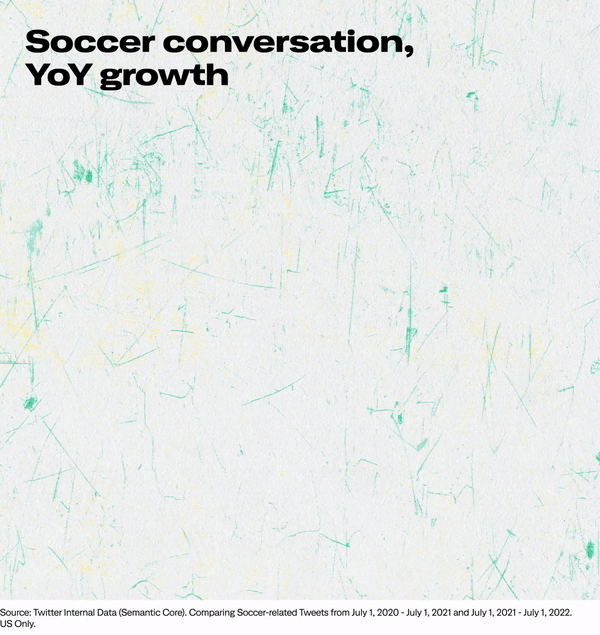 Soccer conversation,
YoY growth
Source: Twitter Internal Data (Semantic Core). Comparing Soccer-related Tweets from July 1, 2020 - July 1, 2021 and July 1, 2021 - July 1, 2022.
US Only.